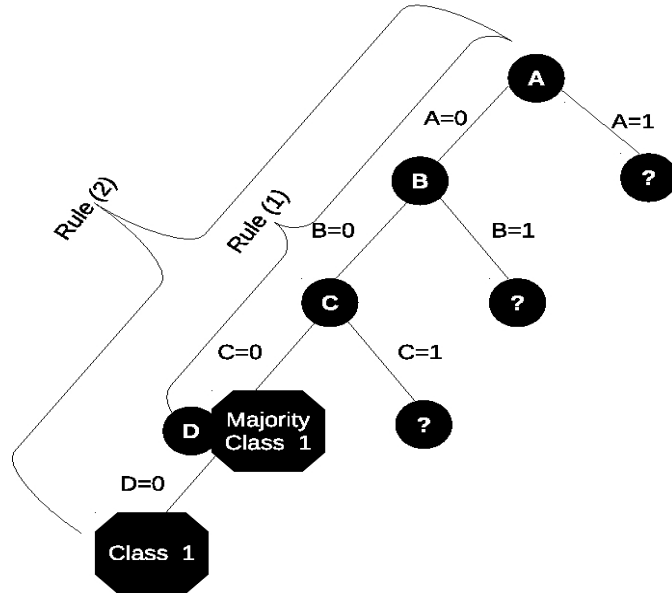 A
A=0
A=1
B
?
Rule (2)
Rule (1)
B=0
B=1
C
?
C=0
C=1
D
Majority
Class 1
?
D=0
Class 1